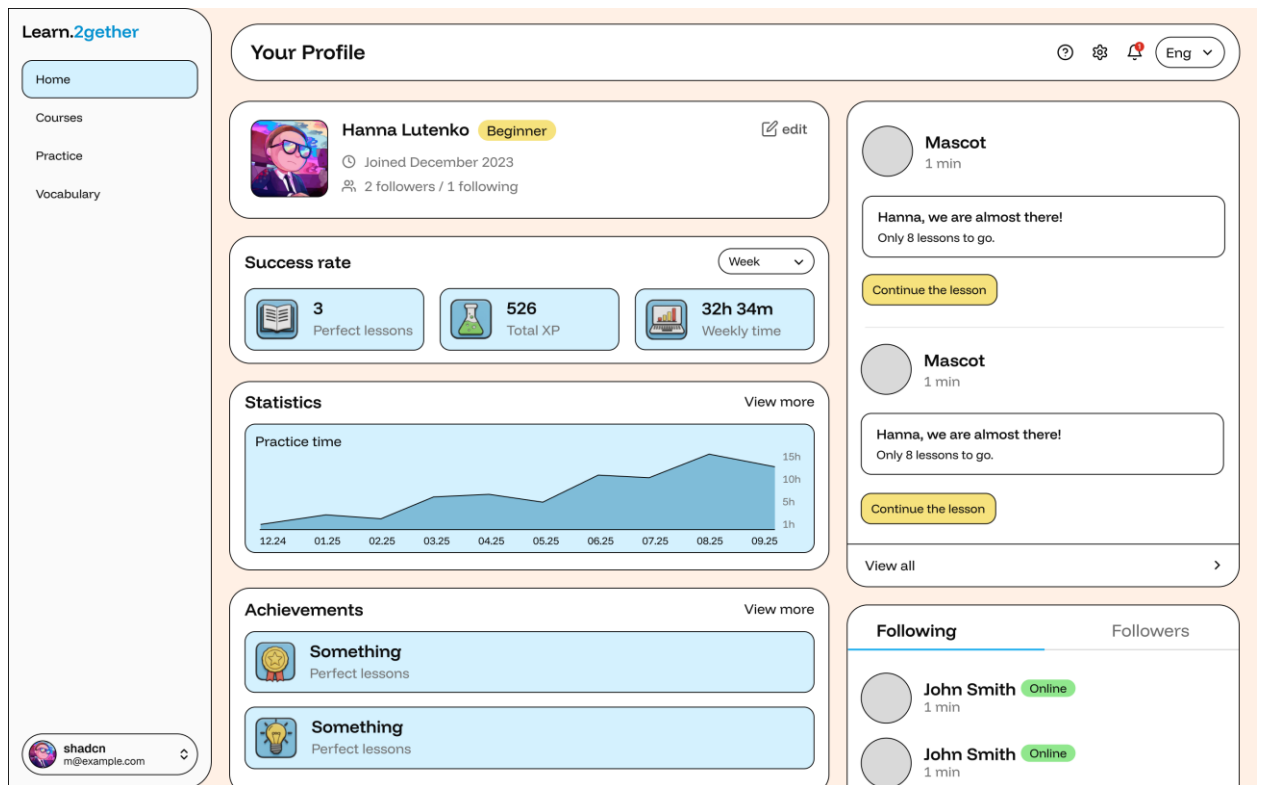 Learn.2gether
Home
Courses
Practice
Vocabulary
shadcn
m@example.com
Your Profile
1
Eng
Hanna Lutenko Beginner
edit
Joined December 2023
2 followers / 1 following
Success rate
Week
3
Perfect lessons
526
Total XP
32h 34m
Weekly time
Statistics
View more
Practice time
15h
10h
5h
1h
12.24 01.25 02.25 03.25 04.25 05.25 06.25 07.25 08.25 09.25
Achievements
View more
Something
Perfect lessons
Something
Perfect lessons
Mascot
1 min
Hanna, we are almost there!
Only 8 lessons to go.
Continue the lesson
Mascot
1 min
Hanna, we are almost there!
Only 8 lessons to go.
Continue the lesson
View all
Following Followers
John Smith Online
1 min
John Smith Online
1 min